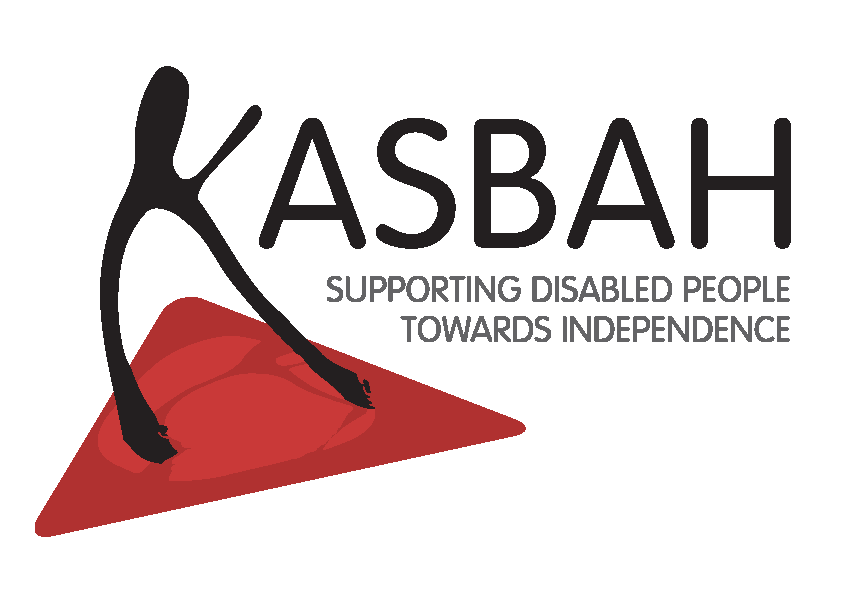 KASBAH
SUPPORTING DISABLED PEOPLE
TOWARDS INDEPENDENCE